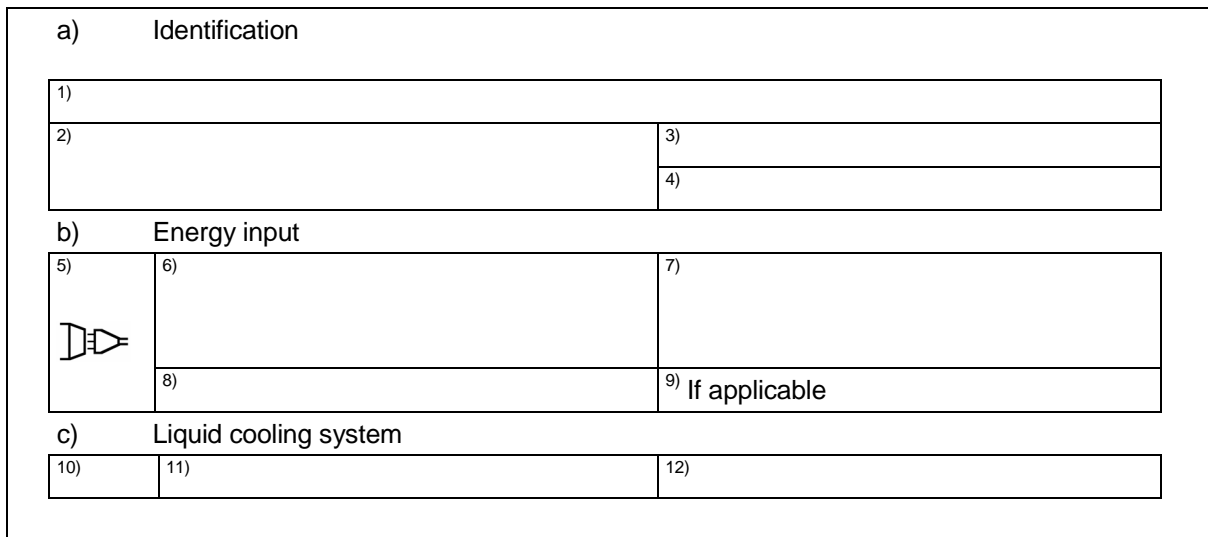 a) Identification
1)
2) 3)
4)
b) Energy input
5) 6) 7)
8) 9) If applicable
c) Liquid cooling system
10) 11) 12)